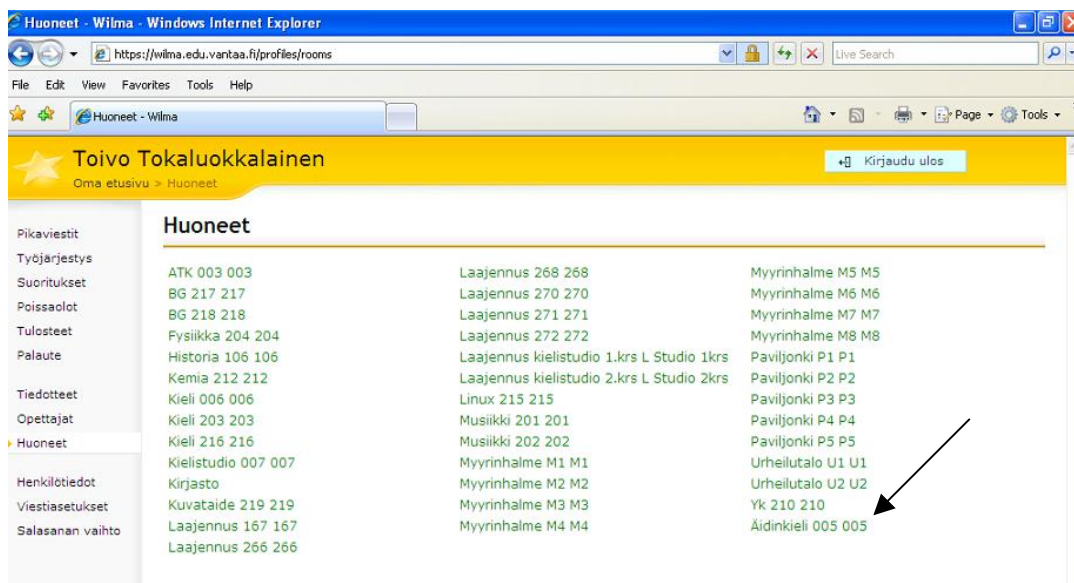 Huoneet - Wilma - Windows Internet Explorer
https://wilma.edu.vantaa.fi/profiles/rooms
Live Search
File Edit View Favorites Tools Help
Huoneet - Wilma
Page Tools
Toivo Tokaluokkalainen
Kirjaudu ulos
Oma etusivu > Huoneet
Pikaviestit
Työjärjestys
Suoritukset
Poissaolot
Tulosteet
Palaute
Tiedotteet
Opettajat
Huoneet
Henkilötiedot
Viestiasetukset
Salasanan vaihto
Huoneet
ATK 003 003
BG 217 217
BG 218 218
Fysiikka 204 204
Historia 106 106
Kemia 212 212
Kieli 006 006
Kieli 203 203
Kieli 216 216
Kielistudio 007 007
Kirjasto
Kuvataide 219 219
Laajennus 167 167
Laajennus 266 266
Laajennus 268 268
Laajennus 270 270
Laajennus 271 271
Laajennus 272 272
Laajennus kielistudio 1.krs L Studio 1krs
Laajennus kielistudio 2.krs L Studio 2krs
Linux 215 215
Musiikki 201 201
Musiikki 202 202
Myyrinhalme M1 M1
Myyrinhalme M2 M2
Myyrinhalme M3 M3
Myyrinhalme M4 M4
Myyrinhalme M5 M5
Myyrinhalme M6 M6
Myyrinhalme M7 M7
Myyrinhalme M8 M8
Paviljonki P1 P1
Paviljonki P2 P2
Paviljonki P3 P3
Paviljonki P4 P4
Paviljonki P5 P5
Urheilutalo U1 U1
Urheilutalo U2 U2
Yk 210 210
Äidinkieli 005 005